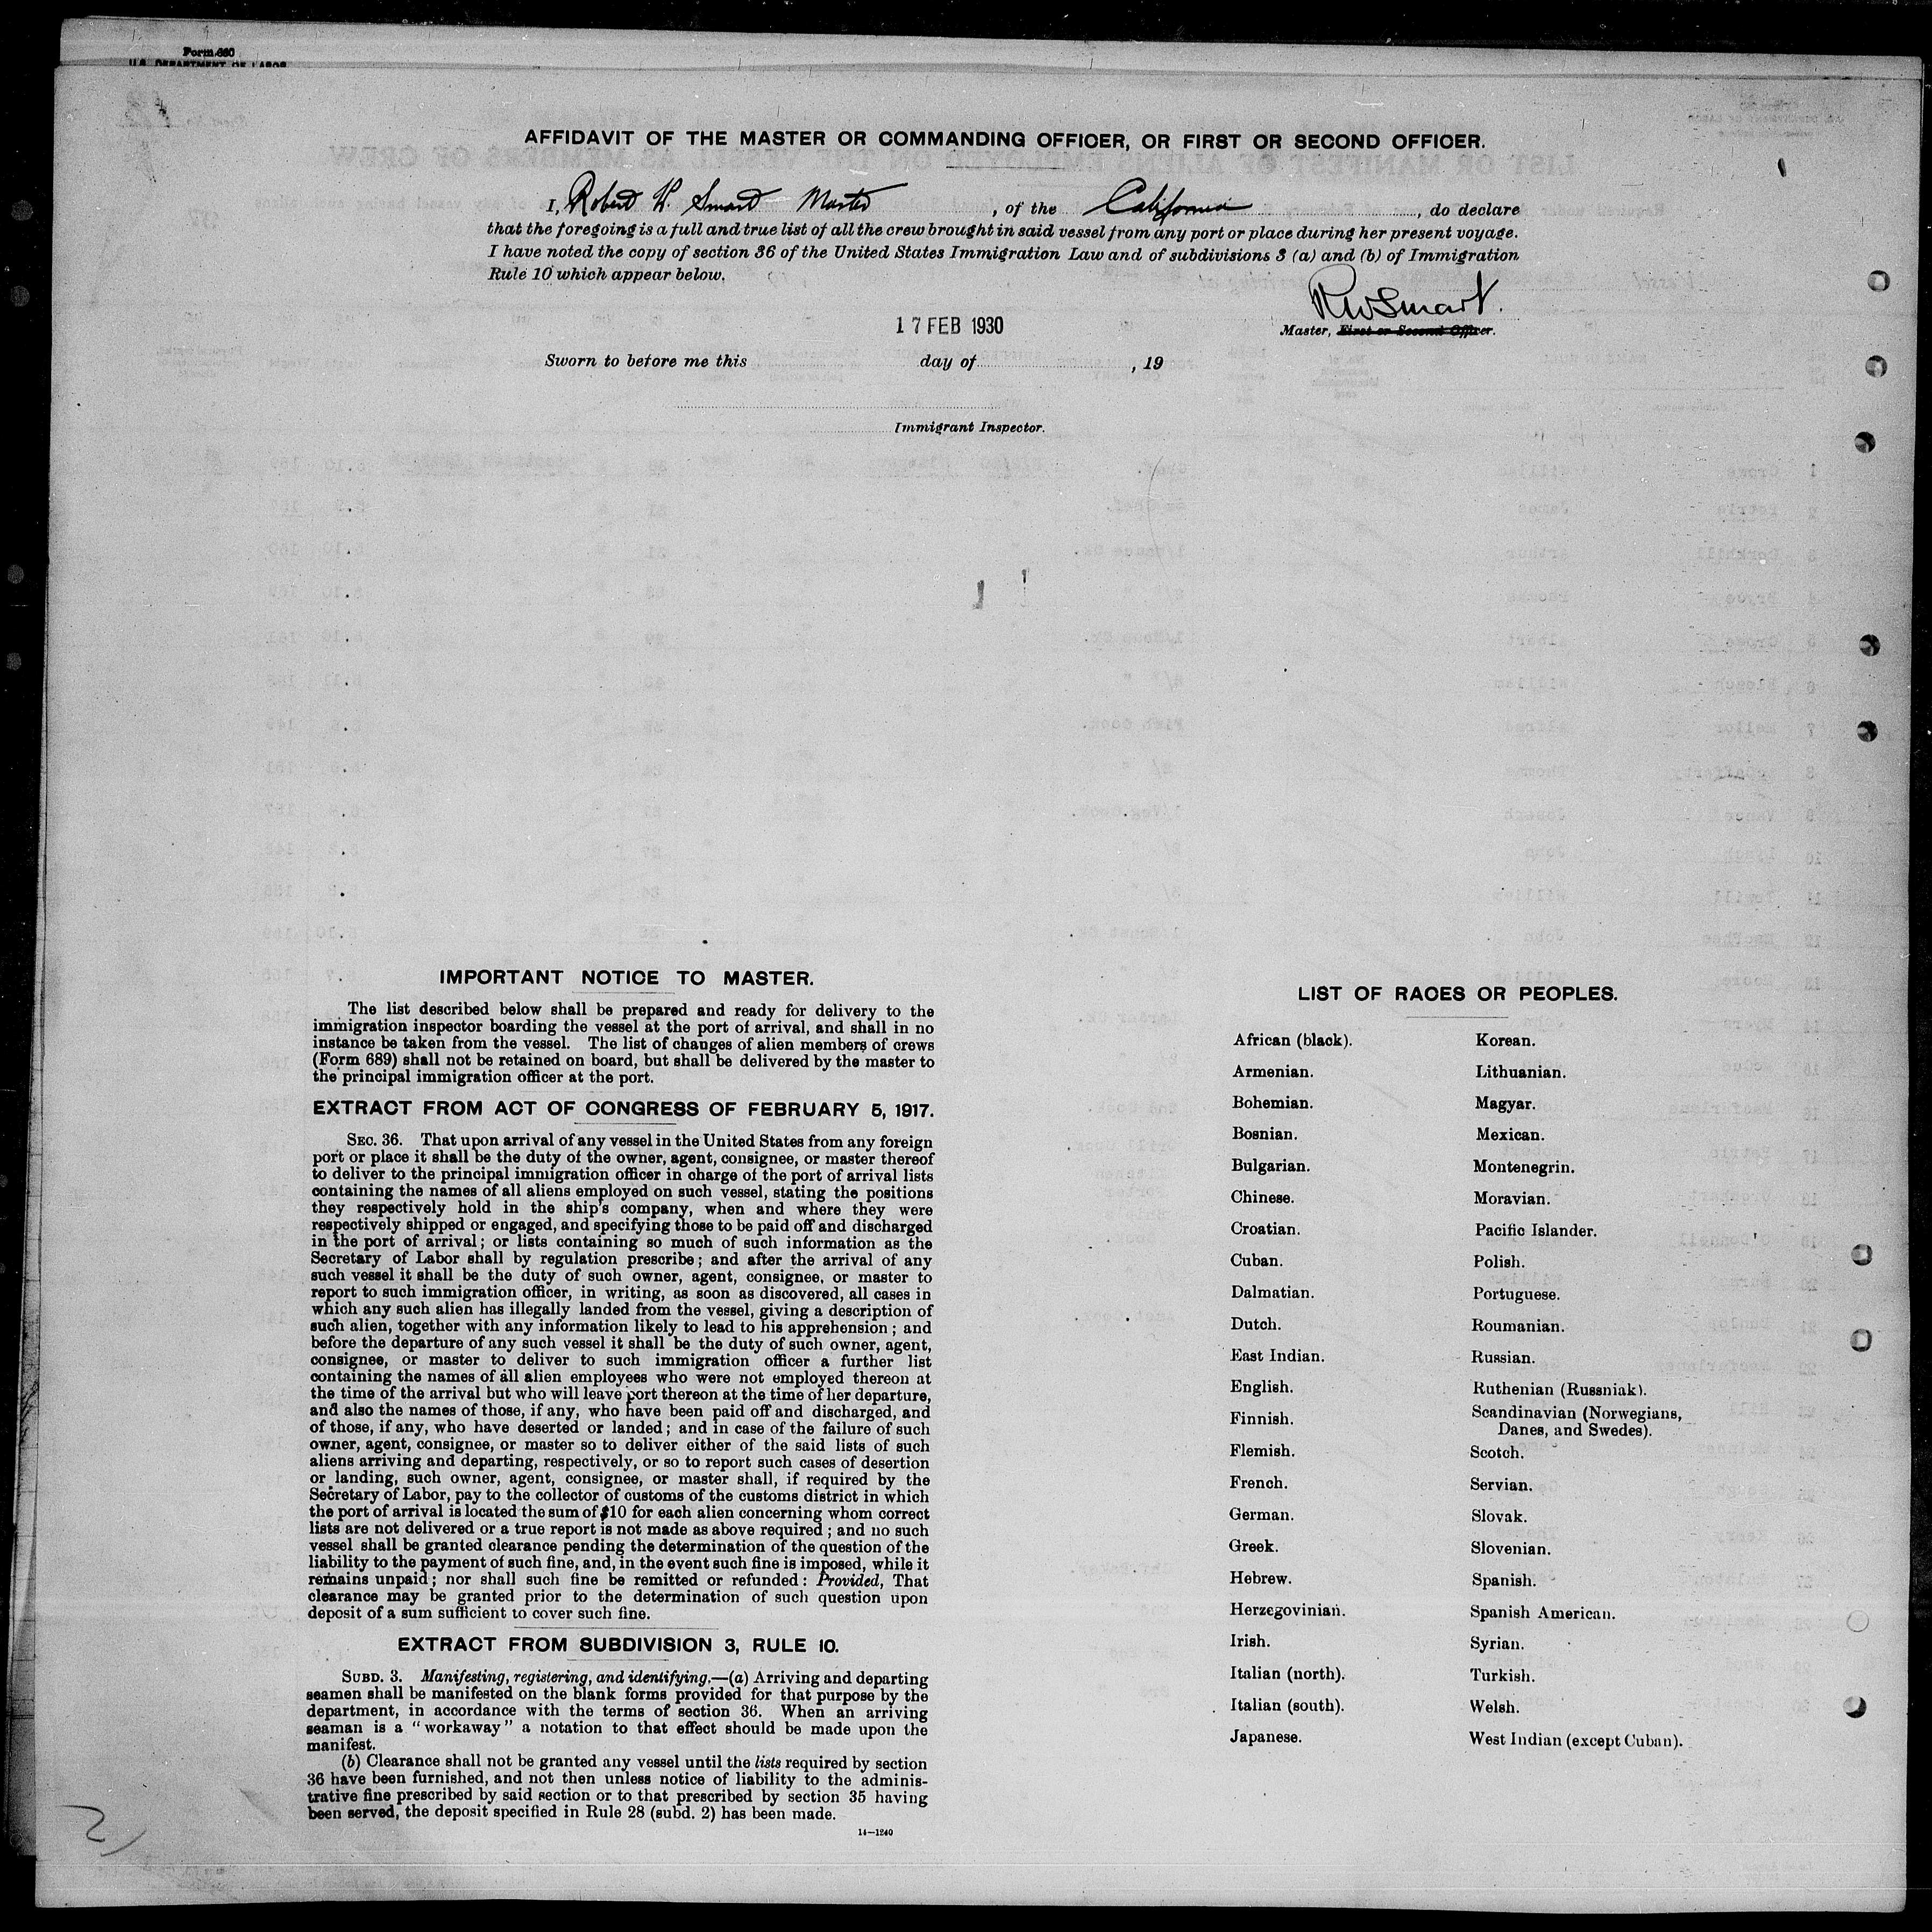 Form 680
U.S. DEPARTMENT OF LABOR
AFFIDAVIT OF THE MASTER OR COMMANDING OFFICER, OR FIRST OR SECOND OFFICER.
I, Robert W. Smart Master, of the California, do declare
that the foregoing is a full and true list of all the crew brought in said vessel from any port or place during her present voyage.
I have noted the copy of section 36 of the United States Immigration Law and of subdivisions 3 (a) and (b) of Immigration
Rule 10 which appear below.
RWSmart.
17 FEB 1930
Master, First or Second Officer.
Sworn to before me this day of , 19
Immigrant Inspector.
IMPORTANT NOTICE TO MASTER.
The list described below shall be prepared and ready for delivery to the
immigration inspector boarding the vessel at the port of arrival, and shall in no
instance be taken from the vessel. The list of changes of alien members of crews
(Form 689) shall not be retained on board, but shall be delivered by the master to
the principal immigration officer at the port.
EXTRACT FROM ACT OF CONGRESS OF FEBRUARY 5, 1917.
SEC. 36. That upon arrival of any vessel in the United States from any foreign
port or place it shall be the duty of the owner, agent, consignee, or master thereof
to deliver to the principal immigration officer in charge of the port of arrival lists
containing the names of all aliens employed on such vessel, stating the positions
they respectively hold in the ship's company, when and where they were
respectively shipped or engaged, and specifying those to be paid off and discharged
in the port of arrival; or lists containing so much of such information as the
Secretary of Labor shall by regulation prescribe; and after the arrival of any
such vessel it shall be the duty of such owner, agent, consignee, or master to
report to such immigration officer, in writing, as soon as discovered, all cases in
which any such alien has illegally landed from the vessel, giving a description of
such alien, together with any information likely to lead to his apprehension; and
before the departure of any such vessel it shall be the duty of such owner, agent,
consignee, or master to deliver to such immigration officer a further list
containing the names of all alien employees who were not employed thereon at
the time of the arrival but who will leave port thereon at the time of her departure,
and also the names of those, if any, who have been paid off and discharged, and
of those, if any, who have deserted or landed; and in case of the failure of such
owner, agent, consignee, or master so to deliver either of the said lists of such
aliens arriving and departing, respectively, or so to report such cases of desertion
or landing, such owner, agent, consignee, or master shall, if required by the
Secretary of Labor, pay to the collector of customs of the customs district in which
the port of arrival is located the sum of $10 for each alien concerning whom correct
lists are not delivered or a true report is not made as above required; and no such
vessel shall be granted clearance pending the determination of the question of the
liability to the payment of such fine, and, in the event such fine is imposed, while it
remains unpaid; nor shall such fine be remitted or refunded: Provided, That
clearance may be granted prior to the determination of such question upon
deposit of a sum sufficient to cover such fine.
EXTRACT FROM SUBDIVISION 3, RULE 10.
SUBD. 3. Manifesting, registering, and identifying.—(a) Arriving and departing
seamen shall be manifested on the blank forms provided for that purpose by the
department, in accordance with the terms of section 36. When an arriving
seaman is a "workaway" a notation to that effect should be made upon the
manifest.
(b) Clearance shall not be granted any vessel until the lists required by section
36 have been furnished, and not then unless notice of liability to the adminis-
trative fine prescribed by said section or to that prescribed by section 35 having
been served, the deposit specified in Rule 28 (subd. 2) has been made.
14—1240
LIST OF RACES OR PEOPLES.
African (black).
Armenian.
Bohemian.
Bosnian.
Bulgarian.
Chinese.
Croatian.
Cuban.
Dalmatian.
Dutch.
East Indian.
English.
Finnish.
Flemish.
French.
German.
Greek.
Hebrew.
Herzegovinian.
Irish.
Italian (north).
Italian (south).
Japanese.
Korean.
Lithuanian.
Magyar.
Mexican.
Montenegrin.
Moravian.
Pacific Islander.
Polish.
Portuguese.
Roumanian.
Russian.
Ruthenian (Russniak).
Scandinavian (Norwegians,
Danes, and Swedes).
Scotch.
Servian.
Slovak.
Slovenian.
Spanish.
Spanish American.
Syrian.
Turkish.
Welsh.
West Indian (except Cuban).